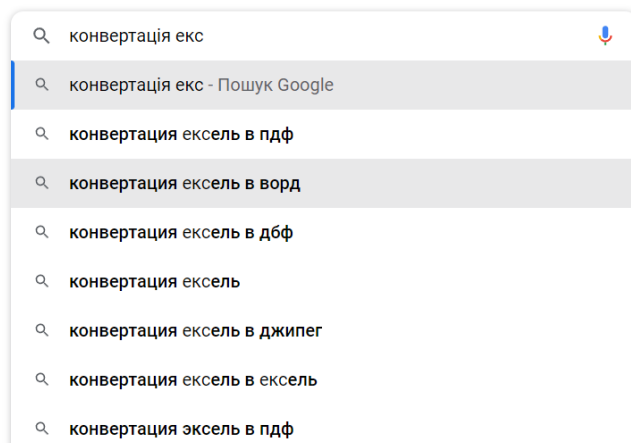 конвертація екс
конвертація екс - Пошук Google
конвертация ексель в пдф
конвертация ексель в ворд
конвертация ексель в дбф
конвертация ексель
конвертация ексель в джипег
конвертация ексель в ексель
конвертация эксель в пдф